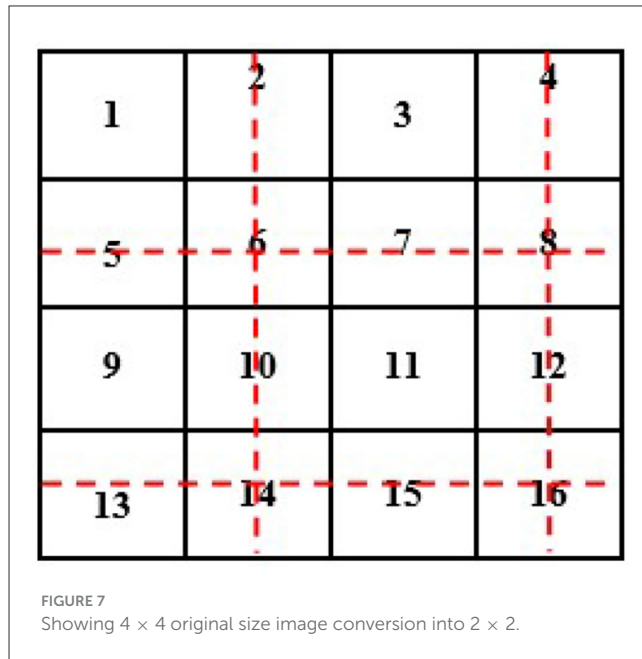 1 2 3 4
5 6 7 8
9 10 11 12
13 14 15 16
FIGURE 7
Showing 4 × 4 original size image conversion into 2 × 2.